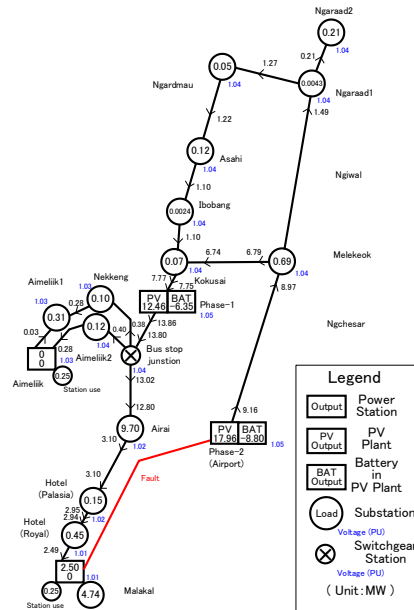 Ngaraad2
0.21
1.04
0.21
Ngardmau
0.05
1.04
1.27
0.0043
Ngaraad1
1.04
1.49
1.22
0.12
Asahi
1.04
Ngiwal
1.10
Ibobang
0.0024
1.04
1.10
6.74
6.79
Melekeok
0.07
0.69
1.04
Kokusai
1.04
8.97
7.77
7.75
Nekkeng
Aimeliik1
1.03
0.10
PV
12.46
BAT
-6.35
Phase-1
1.05
1.03
0.28
0.31
0.12
0.40
0.38
13.86
13.80
Ngchesar
0.03
0.28
Aimeliik2
1.04
Bus stop
junstion
0
0
1.03
1.04
Aimeliik
0.25
Station use
13.02
12.80
9.16
9.70
Airai
1.02
PV
17.96
BAT
-8.80
1.05
3.10
Phase-2
(Airport)
Fault
3.10
Hotel
(Palasia)
0.15
1.02
2.95
2.94
Hotel
(Royal)
0.45
1.01
2.49
2.50
0
1.01
0.25
Station use
4.74
Malakal
Legend
Output
Power
Station
PV
Output
PV
Plant
BAT
Output
Battery
in
PV Plant
Load
Substation
Voltage (PU)
Switchgear
Station
Voltage (PU)
( Unit:MW )